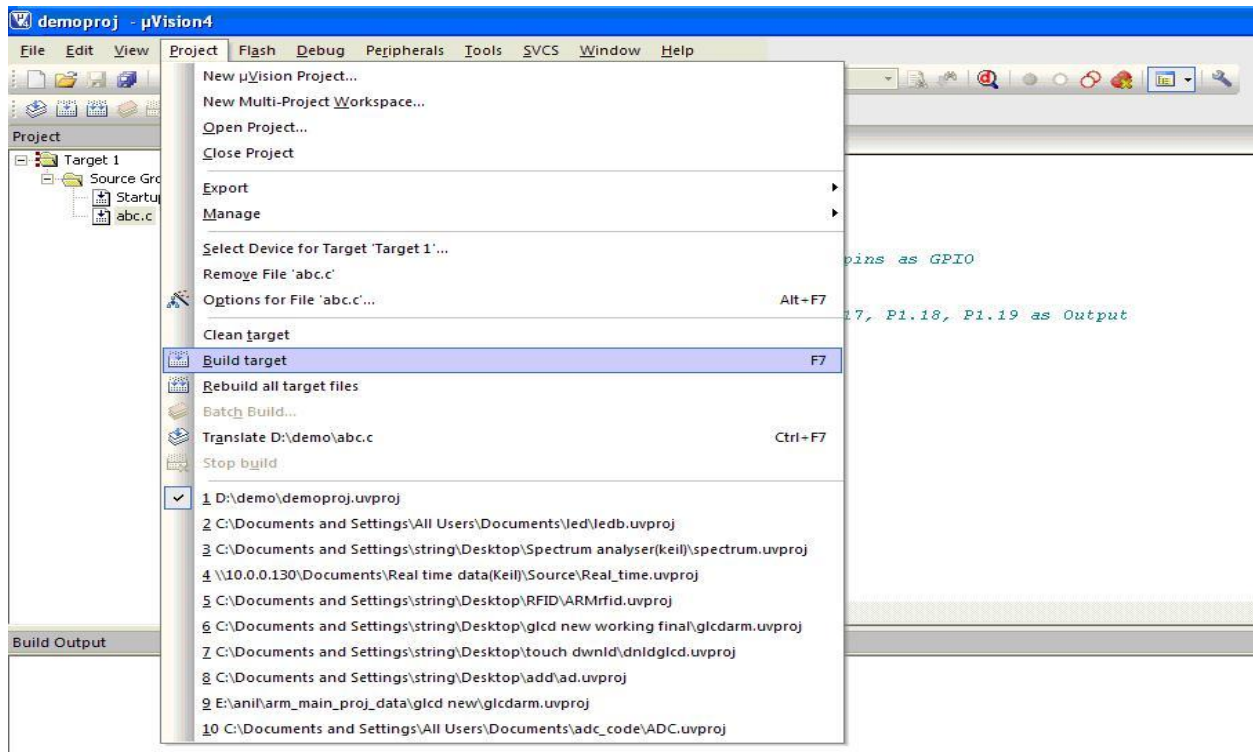 demoproj - µVision4
File Edit View Project Flash Debug Peripherals Tools SVCS Window Help
Project
Target 1
Source Gro
Startup
abc.c
New µVision Project...
New Multi-Project Workspace...
Open Project...
Close Project
Export
Manage
Select Device for Target 'Target 1'...
Remove File 'abc.c'
Options for File 'abc.c'... Alt+F7
Clean target
Build target F7
Rebuild all target files
Batch Build...
Translate D:\demo\abc.c Ctrl+F7
Stop build
1 D:\demo\demoproj.uvproj
2 C:\Documents and Settings\All Users\Documents\led\ledb.uvproj
3 C:\Documents and Settings\string\Desktop\Spectrum analyser(keil)\spectrum.uvproj
4 \\10.0.0.130\Documents\Real time data(Keil)\Source\Real_time.uvproj
5 C:\Documents and Settings\string\Desktop\RFID\ARMrfid.uvproj
6 C:\Documents and Settings\string\Desktop\glcd new working final\glcdarm.uvproj
7 C:\Documents and Settings\string\Desktop\touch dwnld\dnldglcd.uvproj
8 C:\Documents and Settings\string\Desktop\add\ad.uvproj
9 E:\anil\arm_main_proj_data\glcd new\glcdarm.uvproj
10 C:\Documents and Settings\All Users\Documents\adc_code\ADC.uvproj
pins as GPIO
17, P1.18, P1.19 as Output
Build Output